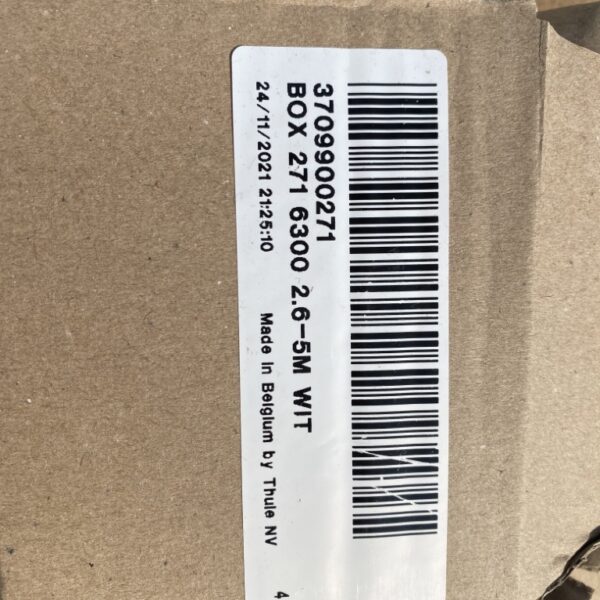 3709900271
BOX 271 6300 2.6-5M WIT
24/11/2021 21:25:10 Made in Belgium by Thule NV
4